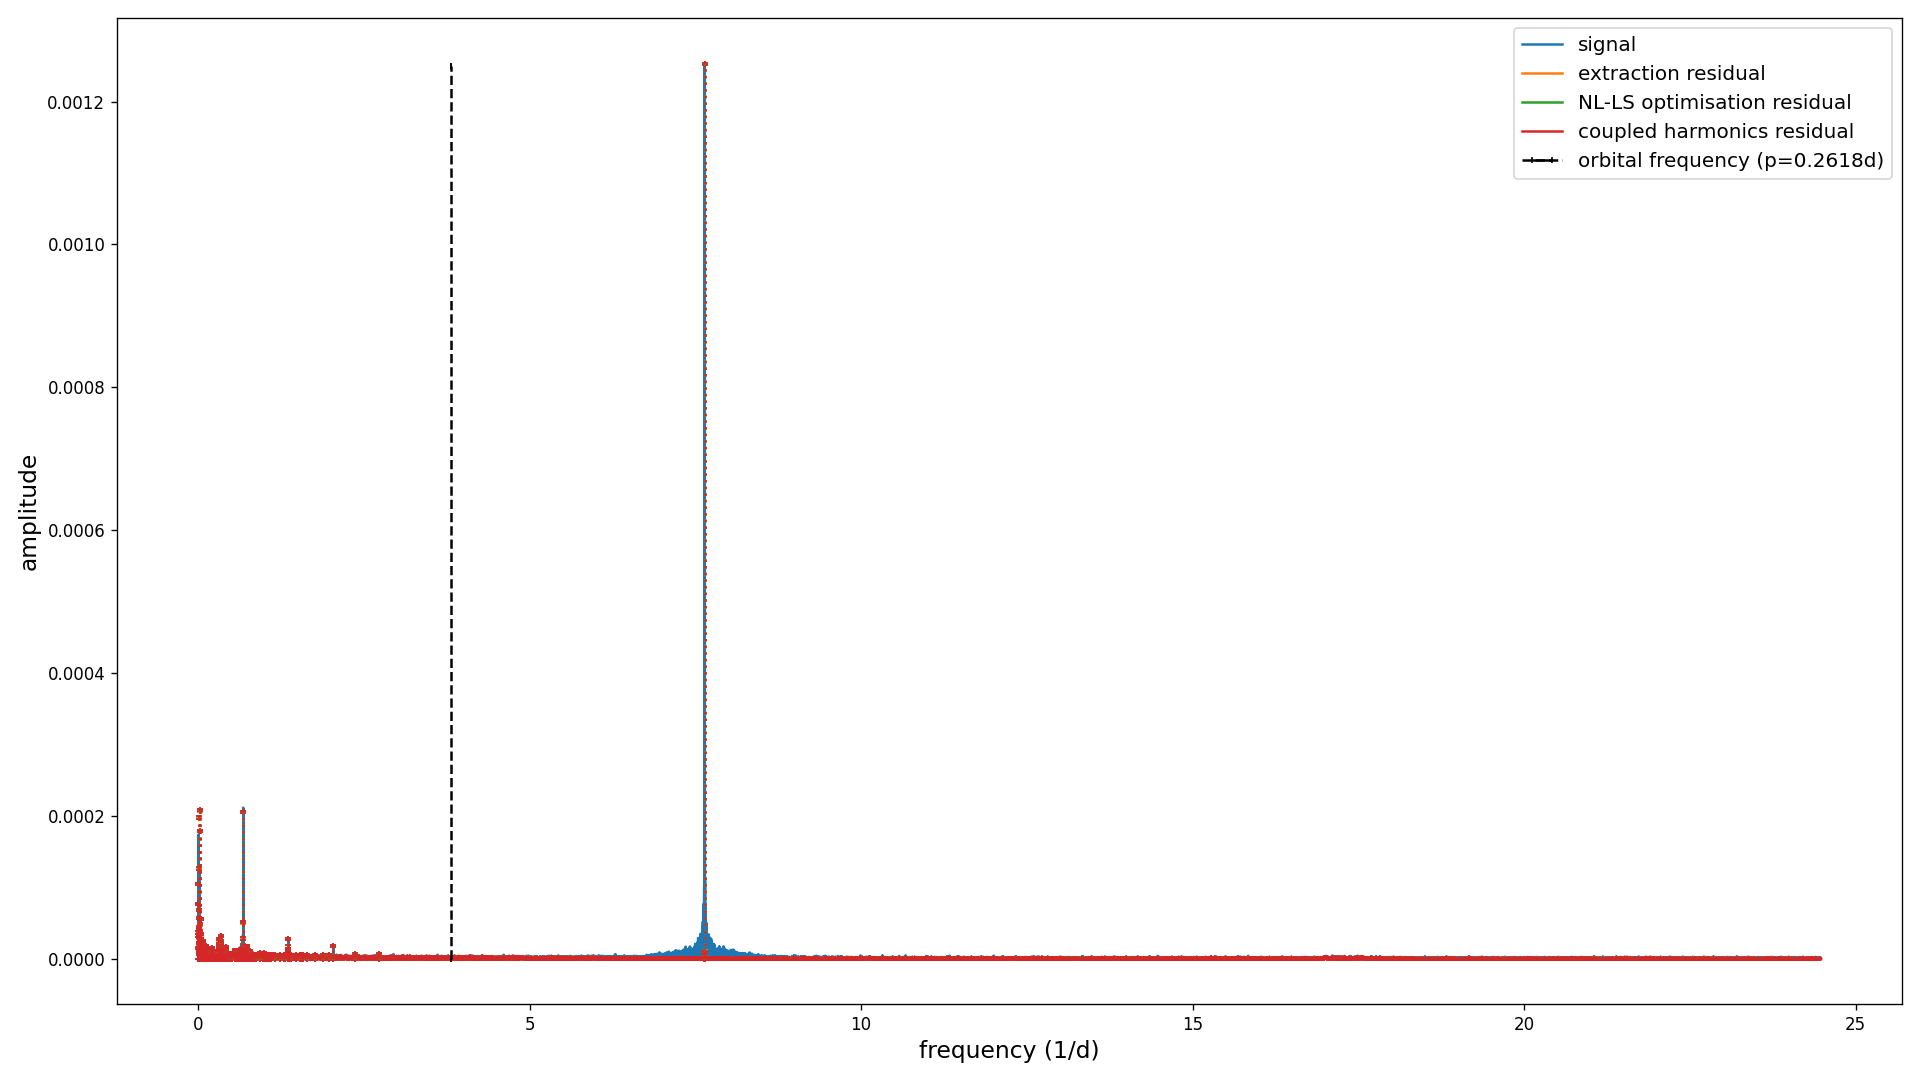 signal
extraction residual
NL-LS optimisation residual
coupled harmonics residual
orbital frequency (p=0.2618d)
amplitude
0.0012
0.0010
0.0008
0.0006
0.0004
0.0002
0.0000
0 5 10 15 20 25
frequency (1/d)